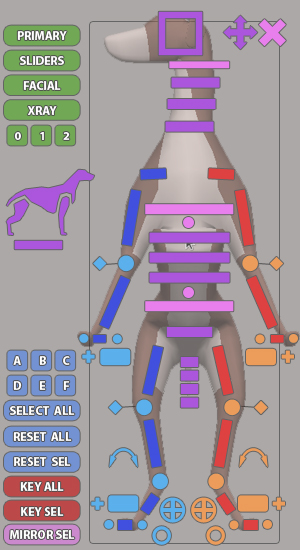 PRIMARY
SLIDERS
FACIAL
XRAY
0 1 2
A B C
D E F
SELECT ALL
RESET ALL
RESET SEL
KEY ALL
KEY SEL
MIRROR SEL